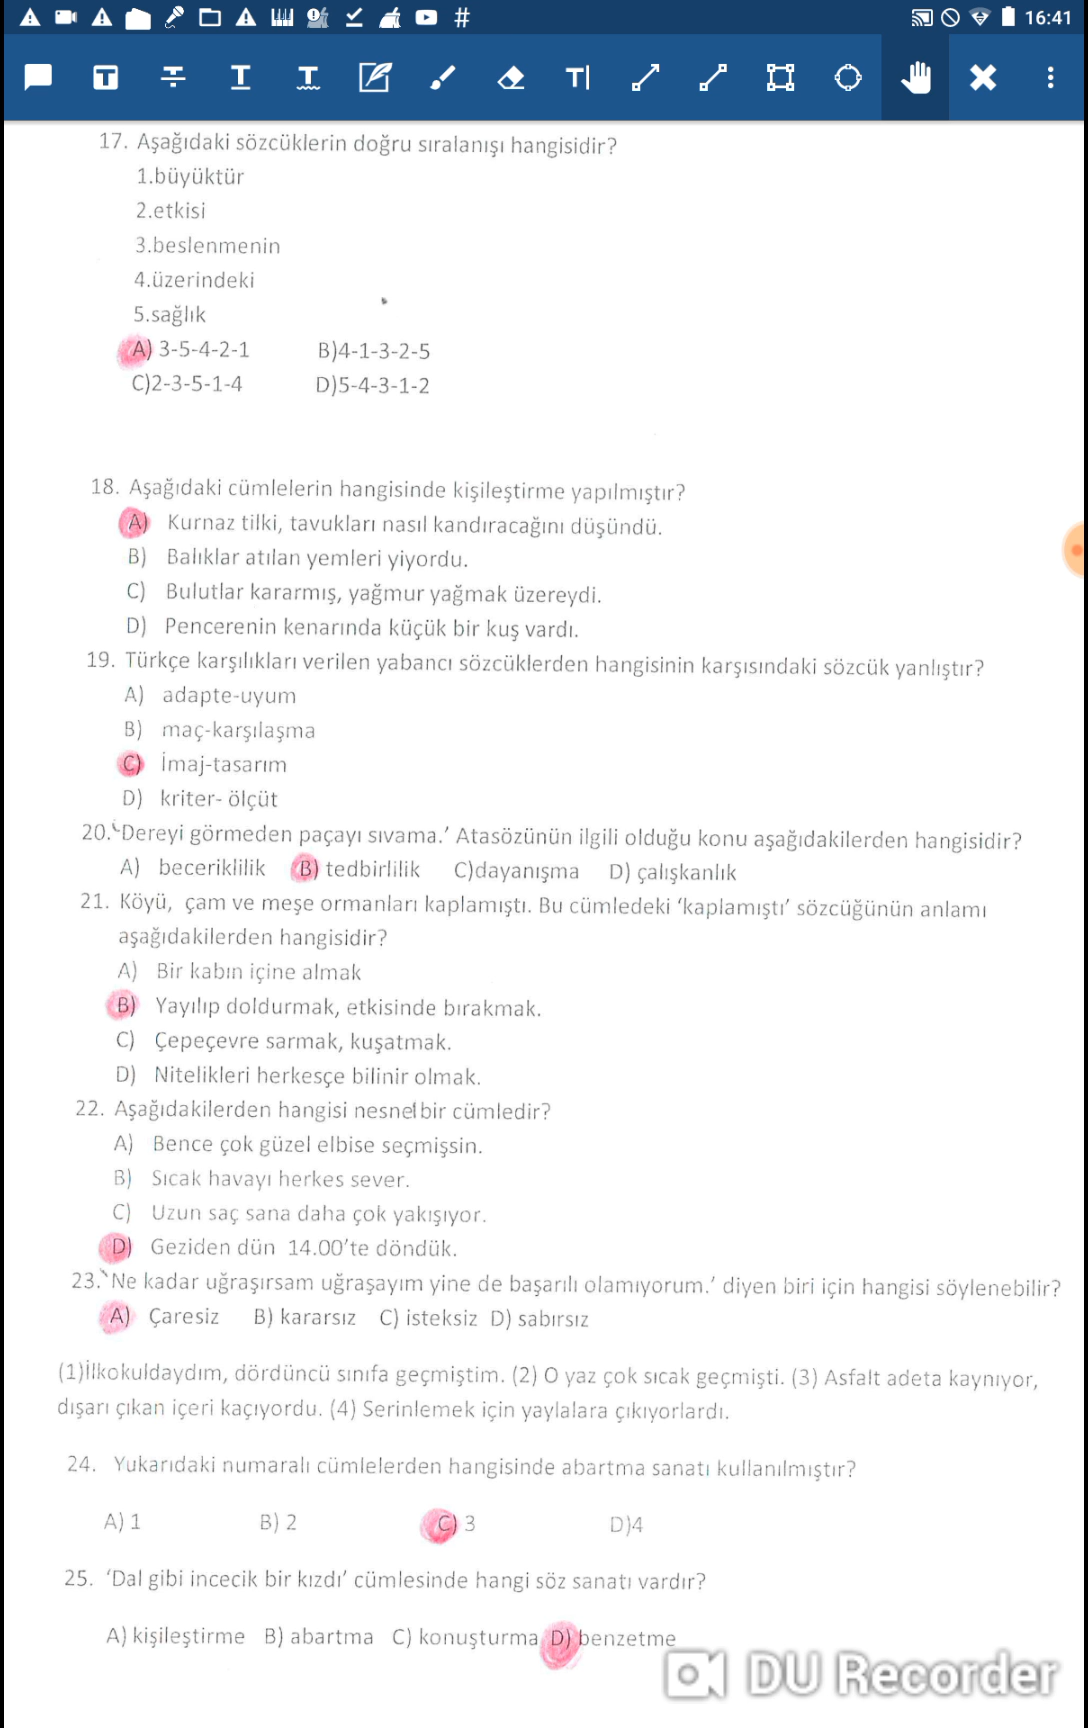 16:41
17. Aşağıdaki sözcüklerin doğru sıralanışı hangisidir?
1.büyüktür
2.etkisi
3.beslenmenin
4.üzerindeki
5.sağlık
A) 3-5-4-2-1 B)4-1-3-2-5
C)2-3-5-1-4 D)5-4-3-1-2
18. Aşağıdaki cümlelerin hangisinde kişileştirme yapılmıştır?
A) Kurnaz tilki, tavukları nasıl kandıracağını düşündü.
B) Balıklar atılan yemleri yiyordu.
C) Bulutlar kararmış, yağmur yağmak üzereydi.
D) Pencerenin kenarında küçük bir kuş vardı.
19. Türkçe karşılıkları verilen yabancı sözcüklerden hangisinin karşısındaki sözcük yanlıştır?
A) adapte-uyum
B) maç-karşılaşma
C) İmaj-tasarım
D) kriter- ölçüt
20.‘Dereyi görmeden paçayı sıvama.’ Atasözünün ilgili olduğu konu aşağıdakilerden hangisidir?
A) beceriklilik B) tedbirlilik C)dayanışma D) çalışkanlık
21. Köyü, çam ve meşe ormanları kaplamıştı. Bu cümledeki ‘kaplamıştı’ sözcüğünün anlamı
aşağıdakilerden hangisidir?
A) Bir kabın içine almak
B) Yayılıp doldurmak, etkisinde bırakmak.
C) Çepeçevre sarmak, kuşatmak.
D) Nitelikleri herkesçe bilinir olmak.
22. Aşağıdakilerden hangisi nesnel bir cümledir?
A) Bence çok güzel elbise seçmişsin.
B) Sıcak havayı herkes sever.
C) Uzun saç sana daha çok yakışıyor.
D) Geziden dün 14.00’te döndük.
23.‘Ne kadar uğraşırsam uğraşayım yine de başarılı olamıyorum.’ diyen biri için hangisi söylenebilir?
A) Çaresiz B) kararsız C) isteksiz D) sabırsız
(1)İlkokuldaydım, dördüncü sınıfa geçmiştim. (2) O yaz çok sıcak geçmişti. (3) Asfalt adeta kaynıyor,
dışarı çıkan içeri kaçıyordu. (4) Serinlemek için yaylalara çıkıyorlardı.
24. Yukarıdaki numaralı cümlelerden hangisinde abartma sanatı kullanılmıştır?
A) 1 B) 2 C) 3 D)4
25. ‘Dal gibi incecik bir kızdı’ cümlesinde hangi söz sanatı vardır?
A) kişileştirme B) abartma C) konuşturma D) benzetme
DU Recorder